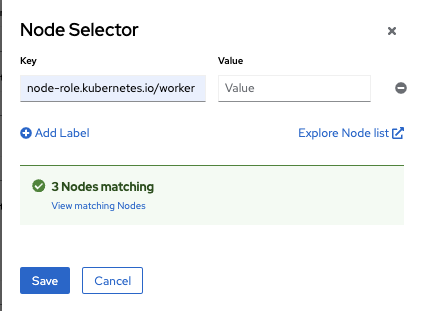 Node Selector
Key Value
node-role.kubernetes.io/worker Value
Add Label Explore Node list
3 Nodes matching
View matching Nodes
Save Cancel